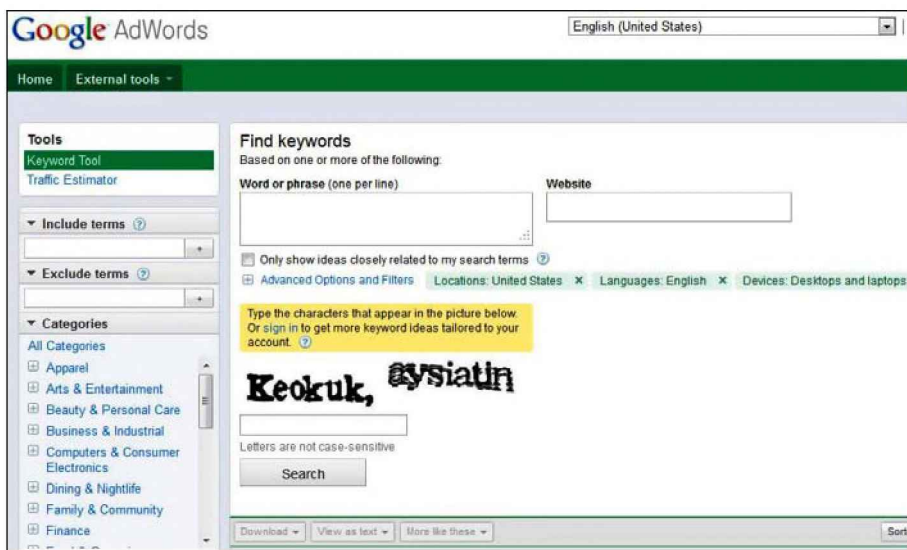 Google AdWords
English (United States)
Home
External tools
Tools
Keyword Tool
Traffic Estimator
Include terms
+
Exclude terms
+
Categories
All Categories
Apparel
Arts & Entertainment
Beauty & Personal Care
Business & Industrial
Computers & Consumer
Electronics
Dining & Nightlife
Family & Community
Finance
Find keywords
Based on one or more of the following:
Word or phrase (one per line)
Website
Only show ideas closely related to my search terms
Advanced Options and Filters
Locations: United States ×
Languages: English ×
Devices: Desktops and laptops
Type the characters that appear in the picture below.
Or sign in to get more keyword ideas tailored to your
account.
Keokuk, aysiatin
Letters are not case-sensitive
Search
Download
View as text
More like these
Sort